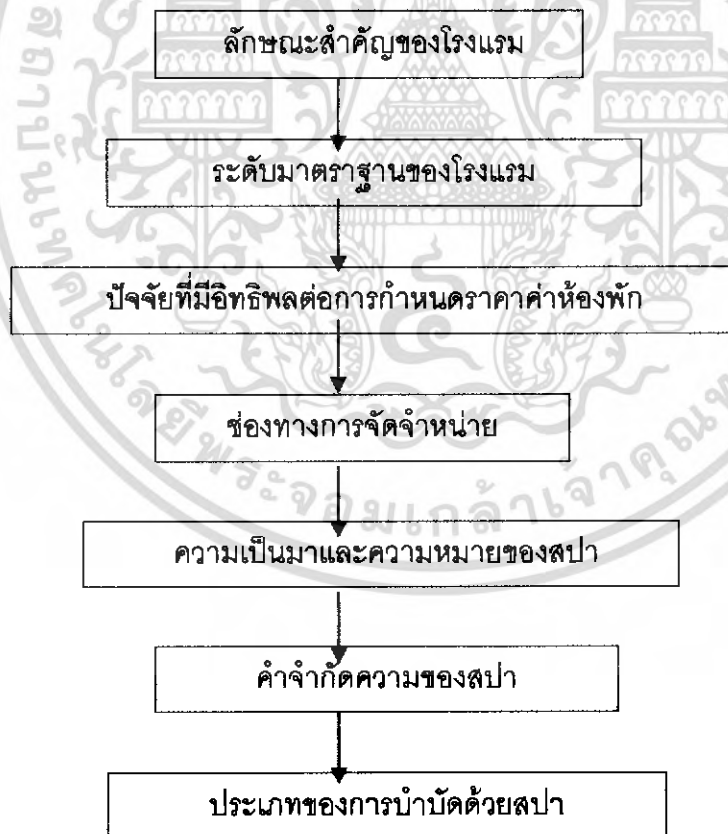 ลักษณะสำคัญของโรงแรม
ระดับมาตราฐานของโรงแรม
ปัจจัยที่มีอิทธิพลต่อการกำหนดราคาค่าห้องพัก
ช่องทางการจัดจำหน่าย
ความเป็นมาและความหมายของสปา
คำจำกัดความของสปา
ประเภทของการบำบัดด้วยสปา